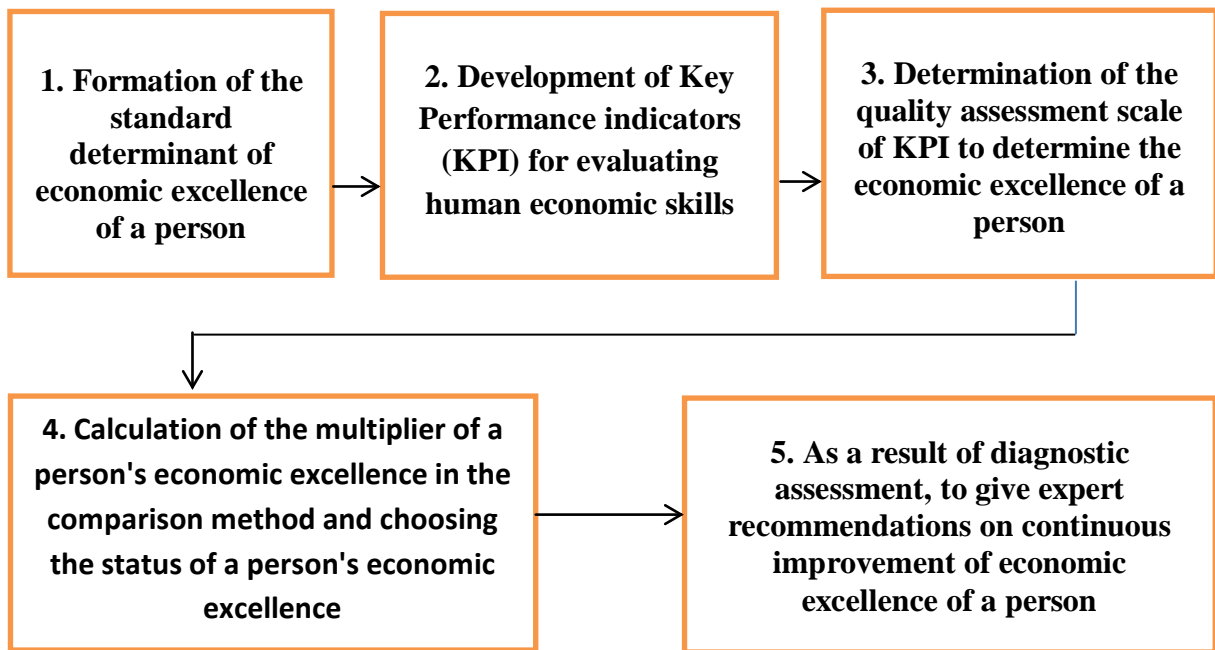 1. Formation of the
standard
determinant of
economic excellence
of a person
2. Development of Key
Performance indicators
(KPI) for evaluating
human economic skills
3. Determination of the
quality assessment scale
of KPI to determine the
economic excellence of a
person
4. Calculation of the multiplier of a
person's economic excellence in the
comparison method and choosing
the status of a person's economic
excellence
5. As a result of diagnostic
assessment, to give expert
recommendations on continuous
improvement of economic
excellence of a person